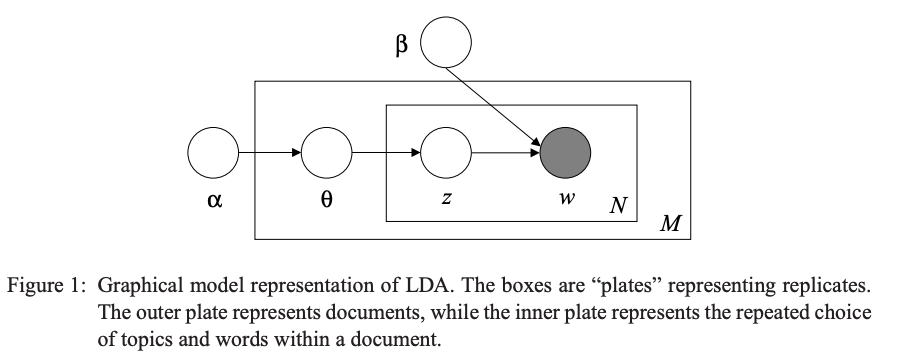 β
α
θ
z
w
N
M
Figure 1: Graphical model representation of LDA. The boxes are “plates” representing replicates.
The outer plate represents documents, while the inner plate represents the repeated choice
of topics and words within a document.